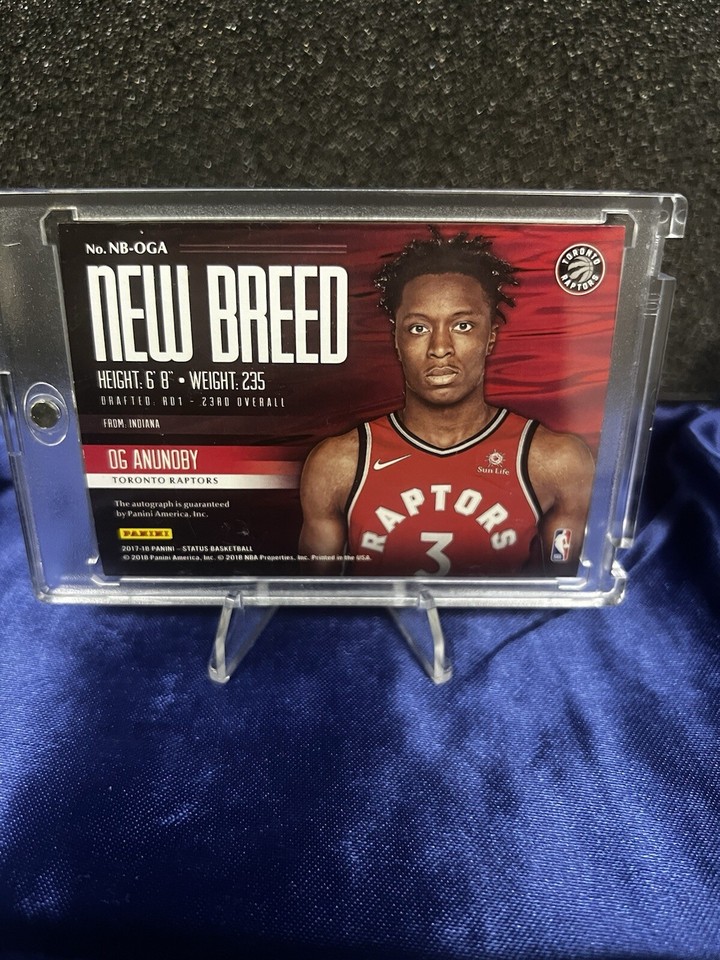 No. NB-OGA
NEW BREED
HEIGHT: 6' 8" • WEIGHT: 235
DRAFTED: RD1 - 23RD OVERALL
FROM: INDIANA
OG ANUNOBY
TORONTO RAPTORS
The autograph is guaranteed
by Panini America, Inc.
PANINI
2017-18 PANINI – STATUS BASKETBALL
© 2018 Panini America, Inc. © 2018 NBA Properties, Inc. Printed in the USA.
TORONTO
RAPTORS
Sun Life
RAPTORS
3